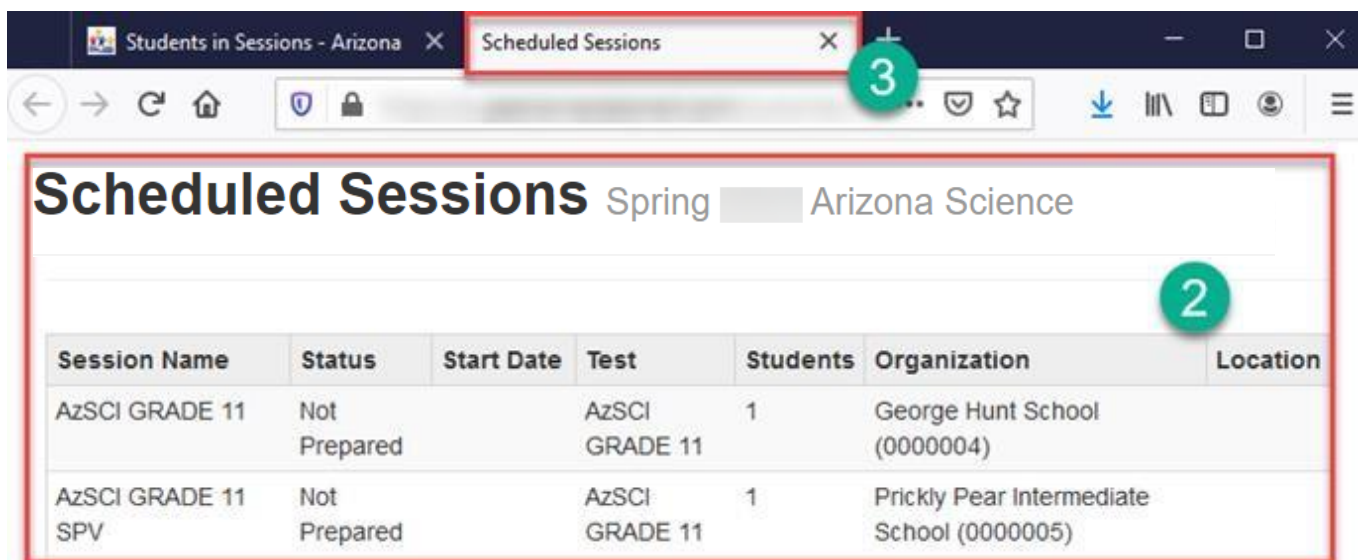 Students in Sessions - Arizona
Scheduled Sessions
3
Scheduled Sessions Spring Arizona Science
2
Session Name Status Start Date Test Students Organization Location
AzSCI GRADE 11 Not AzSCI 1 George Hunt School
Prepared GRADE 11 (0000004)
AzSCI GRADE 11 Not AzSCI 1 Prickly Pear Intermediate
SPV Prepared GRADE 11 School (0000005)